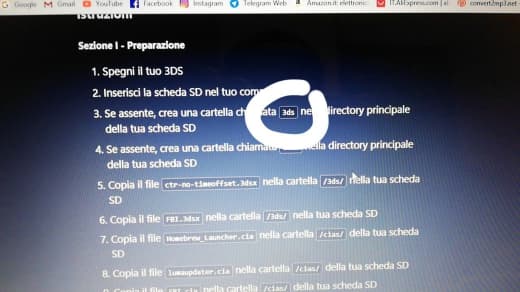 Google M Gmail YouTube Facebook Instagram Telegram Web Amazon.it: elettronic IT.AliExpress.com | al convert2mp3.net
Istruzioni
Sezione I - Preparazione
1. Spegni il tuo 3DS
2. Inserisci la scheda SD nel tuo com
3. Se assente, crea una cartella ch ata 3ds ne directory principale
della tua scheda SD
4. Se assente, crea una cartella chiamata nella directory principale
della tua scheda SD
5. Copia il file ctr-no-timeoffset.3dsx nella cartella /3ds/ nella tua scheda
SD
6. Copia il file FBI.3dsx nella cartella /3ds/ nella tua scheda SD
7. Copia il file Homebrew_Launcher.cia nella cartella /cias/ della tua scheda
SD
8. Copia il file lumaupdater.cia nella cartella /cias/ della tua scheda SD
9. Copia il file FBI.cia nella cartella /cias/ della tua scheda SD